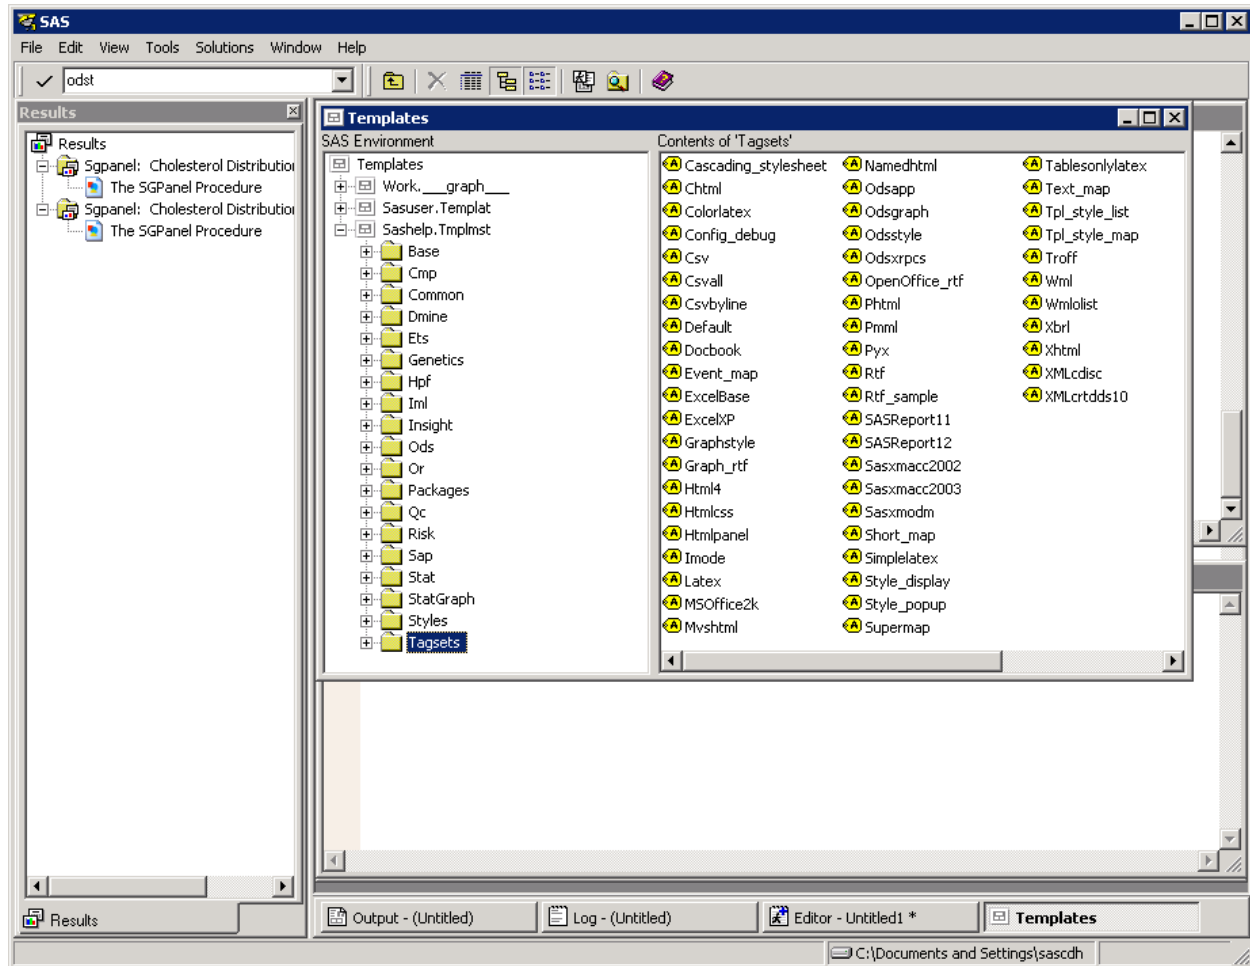 SAS
File Edit View Tools Solutions Window Help
odst
Results
Results
Sgpanel: Cholesterol Distribution
The SGPanel Procedure
Sgpanel: Cholesterol Distribution
The SGPanel Procedure
Results
Templates
SAS Environment
Templates
Work.___graph___
Sasuser.Templat
Sashelp.Tmplmst
Base
Cmp
Common
Dmine
Ets
Genetics
Hpf
Iml
Insight
Ods
Or
Packages
Qc
Risk
Sap
Stat
StatGraph
Styles
Tagsets
Contents of 'Tagsets'
Cascading_stylesheet
Chtml
Colorlatex
Config_debug
Csv
Csvall
Csvbyline
Default
Docbook
Event_map
ExcelBase
ExcelXP
Graphstyle
Graph_rtf
Html4
Htmlcss
Htmlpanel
Imode
Latex
MSOffice2k
Mvshtml
Namedhtml
Odsapp
Odsgraph
Odsstyle
Odsxrpcs
OpenOffice_rtf
Phtml
Pmml
Pyx
Rtf
Rtf_sample
SASReport11
SASReport12
Sasxmacc2002
Sasxmacc2003
Sasxmodm
Short_map
Simplelatex
Style_display
Style_popup
Supermap
Tablesonlylatex
Text_map
Tpl_style_list
Tpl_style_map
Troff
Wml
Wmlolist
Xbrl
Xhtml
XMLcdisc
XMLcrtdds10
Output - (Untitled)
Log - (Untitled)
Editor - Untitled1 *
Templates
C:\Documents and Settings\sascdh